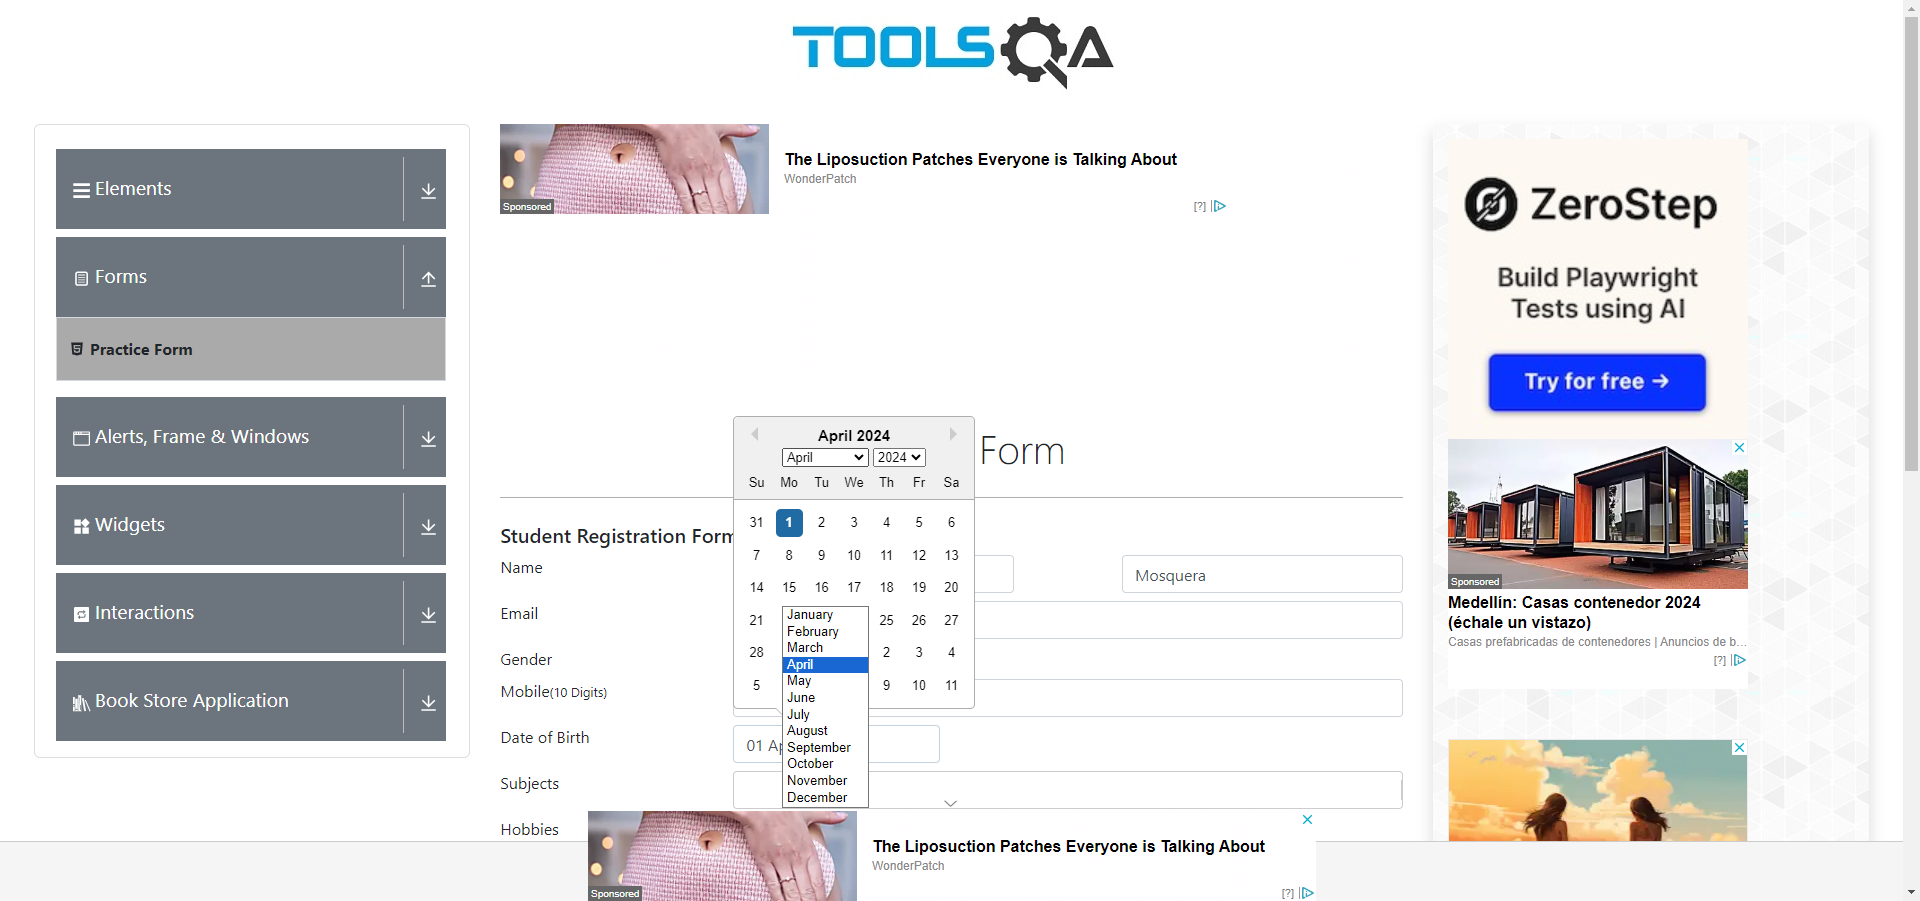 TOOLSQA
Elements
Forms
Practice Form
Alerts, Frame & Windows
Widgets
Interactions
Book Store Application
Sponsored
The Liposuction Patches Everyone is Talking About
WonderPatch
[?]
Form
April 2024
April 2024
Su Mo Tu We Th Fr Sa
31 1 2 3 4 5 6
7 8 9 10 11 12 13
14 15 16 17 18 19 20
21 25 26 27
28 2 3 4
5 9 10 11
January
February
March
April
May
June
July
August
September
October
November
December
Student Registration Form
Name
Mosquera
Email
Gender
Mobile(10 Digits)
Date of Birth
01 Ap
Subjects
Hobbies
ZeroStep
Build Playwright
Tests using AI
Try for free →
Sponsored
Medellín: Casas contenedor 2024
(échale un vistazo)
Casas prefabricadas de contenedores | Anuncios de b...
[?]
Sponsored
The Liposuction Patches Everyone is Talking About
WonderPatch
[?]